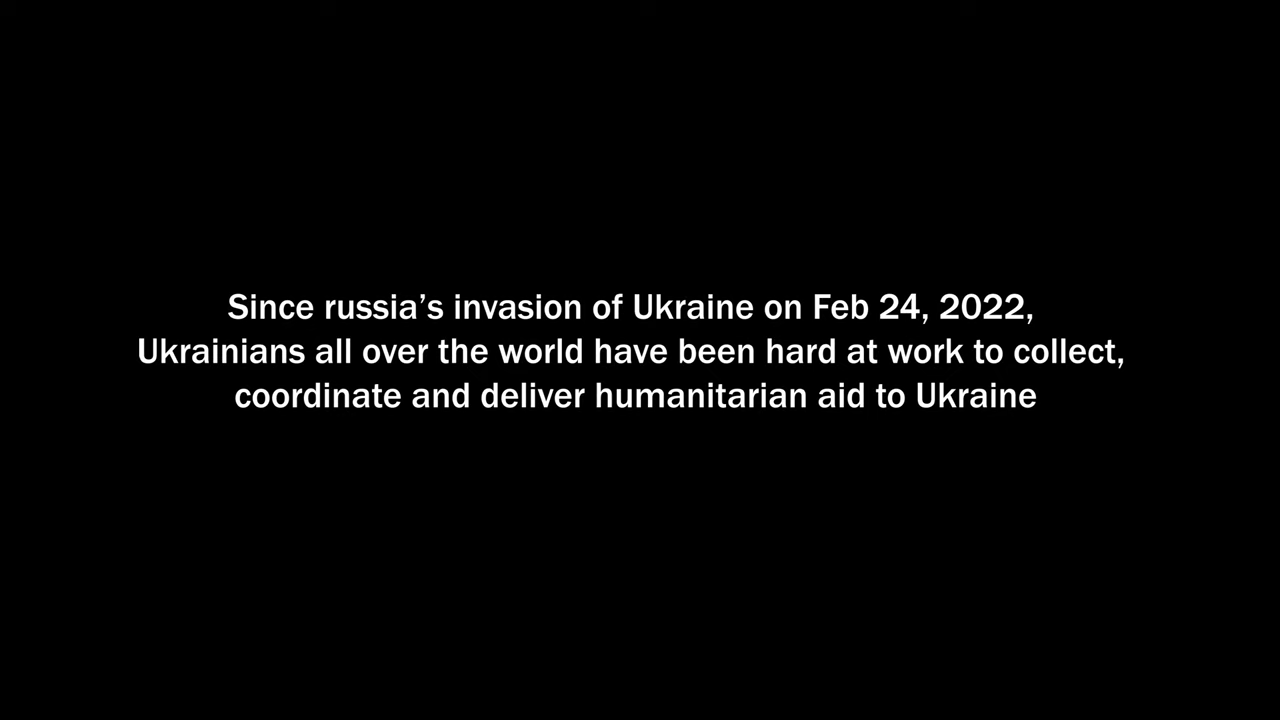 Since russia’s invasion of Ukraine on Feb 24, 2022,
Ukrainians all over the world have been hard at work to collect,
coordinate and deliver humanitarian aid to Ukraine